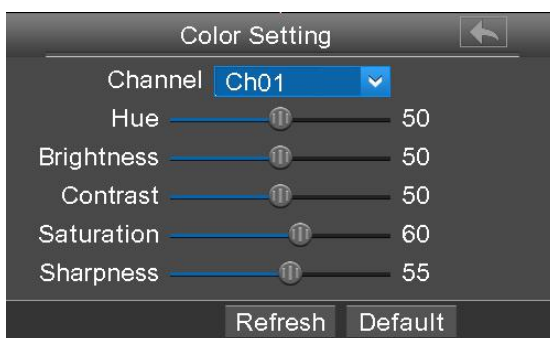 Color Setting
Channel Ch01
Hue 50
Brightness 50
Contrast 50
Saturation 60
Sharpness 55
Refresh Default